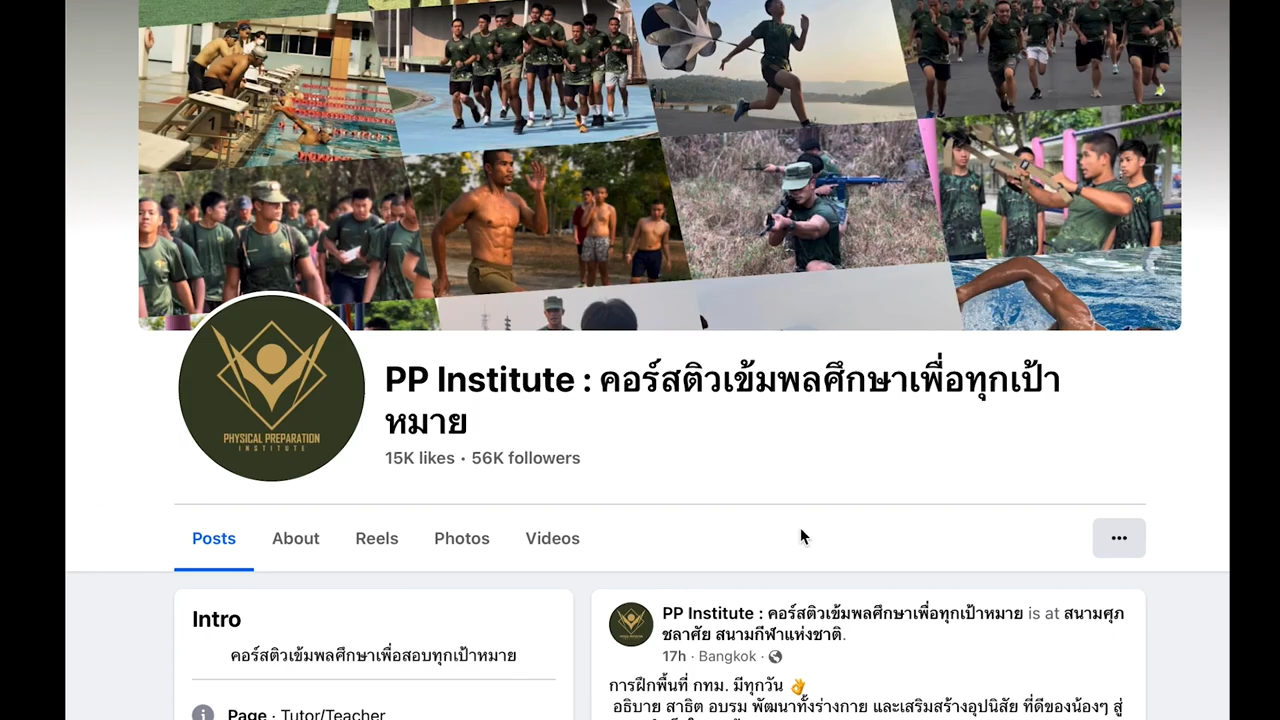 PHYSICAL PREPARATION
INSTITUTE
PP Institute : คอร์สติวเข้มพลศึกษาเพื่อทุกเป้า
หมาย
15K likes • 56K followers
Posts About Reels Photos Videos
Intro
คอร์สติวเข้มพลศึกษาเพื่อสอบทุกเป้าหมาย
Page · Tutor/Teacher
PP Institute : คอร์สติวเข้มพลศึกษาเพื่อทุกเป้าหมาย is at สนามศุภ
ชลาศัย สนามกีฬาแห่งชาติ.
17h · Bangkok ·
การฝึกพื้นที่ กทม. มีทุกวัน 👌
อธิบาย สาธิต อบรม พัฒนาทั้งร่างกาย และเสริมสร้างอุปนิสัย ที่ดีของน้องๆ สู่